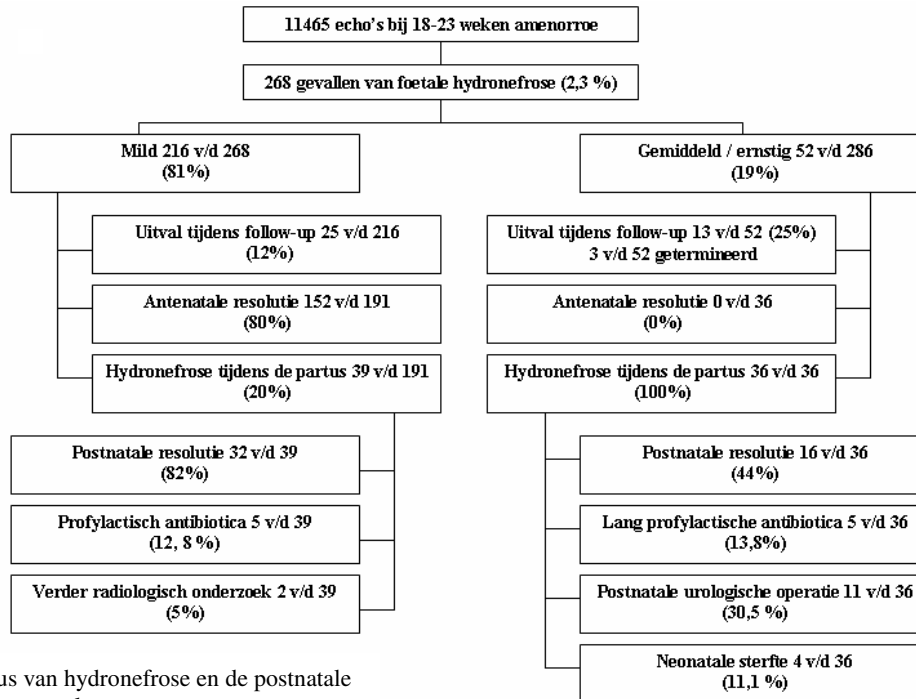 11465 echo's bij 18-23 weken amenorroe
268 gevallen van foetale hydronefrose (2,3 %)
Mild 216 v/d 268
(81%)
Gemiddeld / ernstig 52 v/d 286
(19%)
Uitval tijdens follow-up 25 v/d 216
(12%)
Uitval tijdens follow-up 13 v/d 52 (25%)
3 v/d 52 getermineerd
Antenatale resolutie 152 v/d 191
(80%)
Antenatale resolutie 0 v/d 36
(0%)
Hydronefrose tijdens de partus 39 v/d 191
(20%)
Hydronefrose tijdens de partus 36 v/d 36
(100%)
Postnatale resolutie 32 v/d 39
(82%)
Postnatale resolutie 16 v/d 36
(44%)
Profylactisch antibiotica 5 v/d 39
(12, 8 %)
Lang profylactische antibiotica 5 v/d 36
(13,8%)
Verder radiologisch onderzoek 2 v/d 39
(5%)
Postnatale urologische operatie 11 v/d 36
(30,5 %)
Neonatale sterfte 4 v/d 36
(11,1 %)
us van hydronefrose en de postnatale